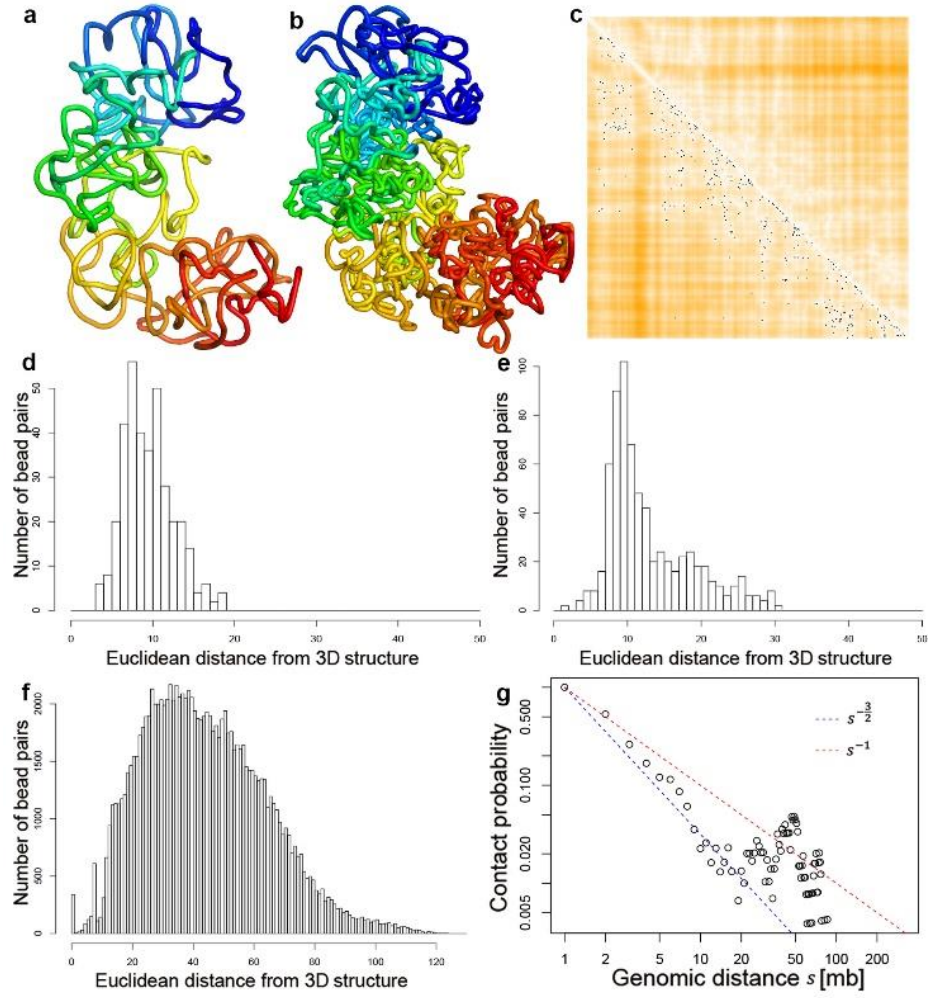 a
b
c
d
Number of bead pairs
0 10 20 30 40 50
0 10 20 30 40 50
Euclidean distance from 3D structure
e
Number of bead pairs
0 20 40 60 80 100
0 10 20 30 40 50
Euclidean distance from 3D structure
f
Number of bead pairs
0 500 1000 1500 2000
0 20 40 60 80 100 120
Euclidean distance from 3D structure
g
Contact probability
0.005 0.020 0.100 0.500
s^{-3/2}
s^{-1}
1 2 5 10 20 50 100 200
Genomic distance s [mb]